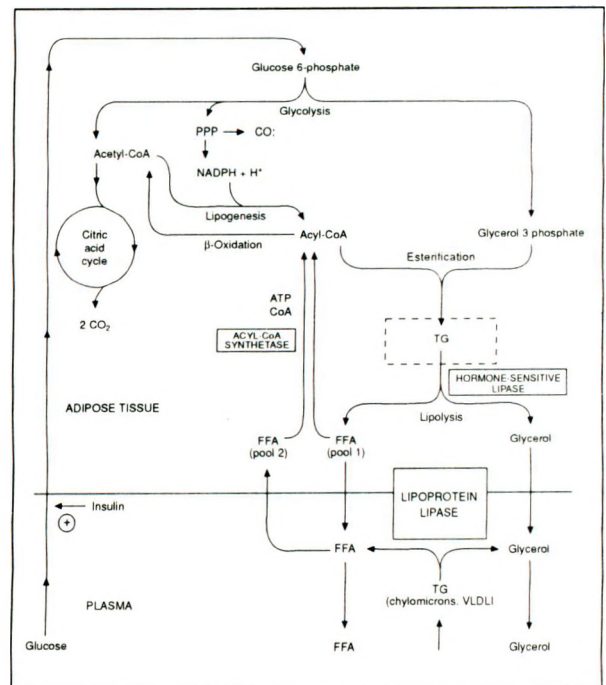 Glucose 6-phosphate
Glycolysis
PPP → CO:
Acetyl-CoA
NADPH + H⁺
Lipogenesis
Citric
acid
cycle
β-Oxidation
Acyl-CoA
Glycerol 3 phosphate
Esterification
2 CO₂
ATP
CoA
ACYL-CoA
SYNTHETASE
TG
HORMONE-SENSITIVE
LIPASE
ADIPOSE TISSUE
Lipolysis
FFA
(pool 2)
FFA
(pool 1)
Glycerol
LIPOPROTEIN
LIPASE
Insulin
+
FFA
Glycerol
TG
(chylomicrons. VLDLI
PLASMA
Glucose
FFA
Glycerol